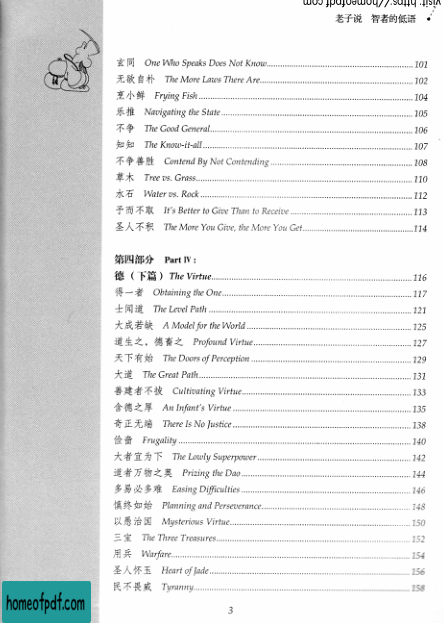 visit: https://homeofpdf.com
老子说 智者的低语
玄同 One Who Speaks Does Not Know 101
无欲自朴 The More Laws There Are 102
烹小鲜 Frying Fish 104
乐推 Navigating the State 105
不争 The Good General 106
知知 The Know-it-all 107
不争善胜 Contend By Not Contending 108
草木 Tree vs. Grass 110
水石 Water vs. Rock 112
予而不取 It's Better to Give Than to Receive 113
圣人不积 The More You Give, the More You Get 114
第四部分 Part IV:
德（下篇） The Virtue 116
得一者 Obtaining the One 117
士闻道 The Level Path 121
大成若缺 A Model for the World 125
道生之，德畜之 Profound Virtue 127
天下有始 The Doors of Perception 129
大道 The Great Path 131
善建者不拔 Cultivating Virtue 133
含德之厚 An Infant's Virtue 135
奇正无端 There Is No Justice 138
俭啬 Frugality 140
大者宜为下 The Lowly Superpower 142
道者万物之奥 Prizing the Dao 144
多易必多难 Easing Difficulties 146
慎终如始 Planning and Perseverance 148
以愚治国 Mysterious Virtue 150
三宝 The Three Treasures 152
用兵 Warfare 154
圣人怀玉 Heart of Jade 156
民不畏威 Tyranny 158
3
homeofpdf.com